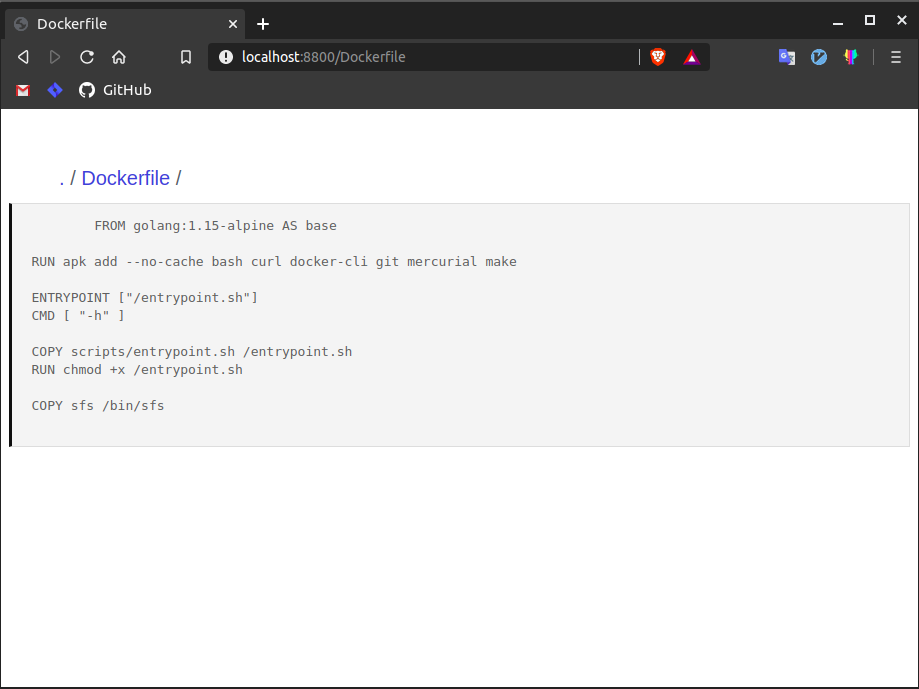 Dockerfile
localhost:8800/Dockerfile
GitHub
. / Dockerfile /
FROM golang:1.15-alpine AS base
RUN apk add --no-cache bash curl docker-cli git mercurial make
ENTRYPOINT ["/entrypoint.sh"]
CMD [ "-h" ]
COPY scripts/entrypoint.sh /entrypoint.sh
RUN chmod +x /entrypoint.sh
COPY sfs /bin/sfs